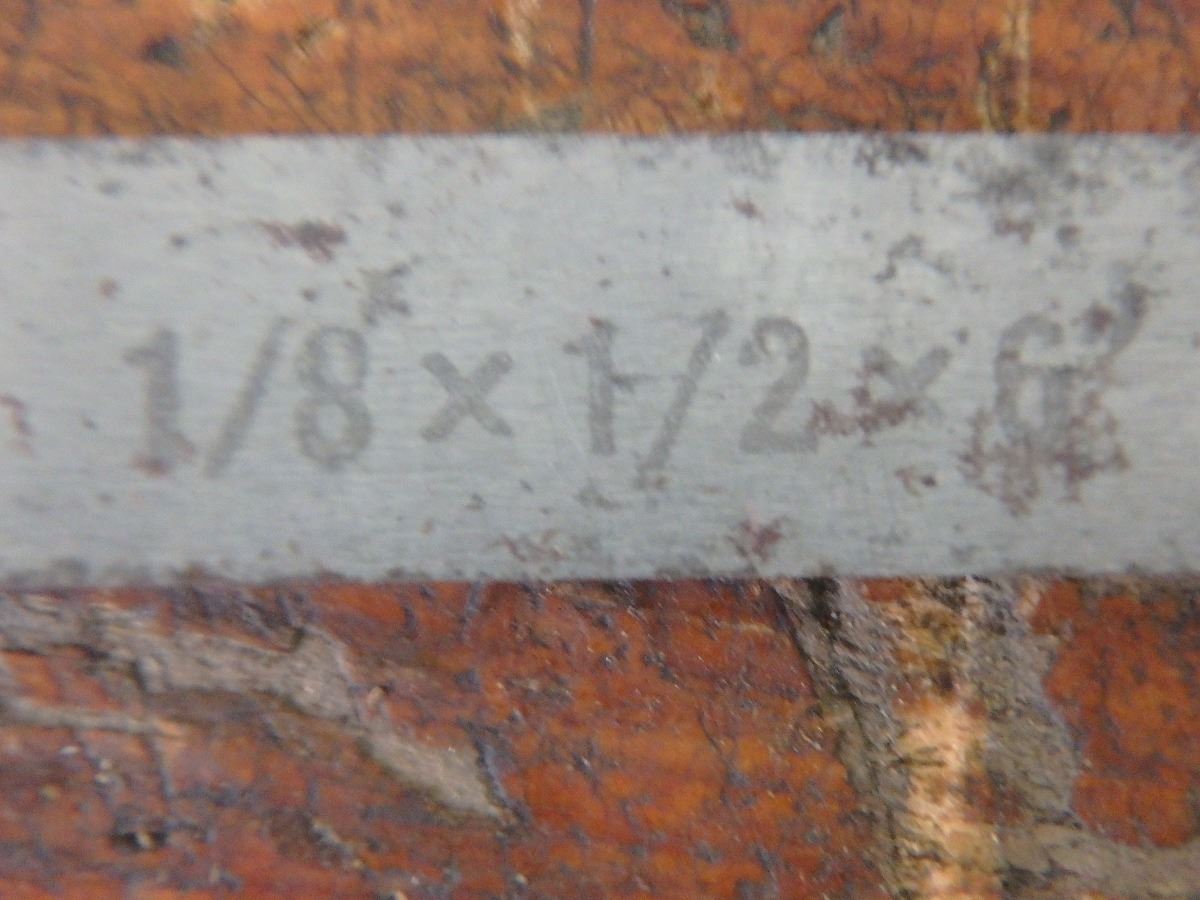 1/8 × 1/2 × 6"